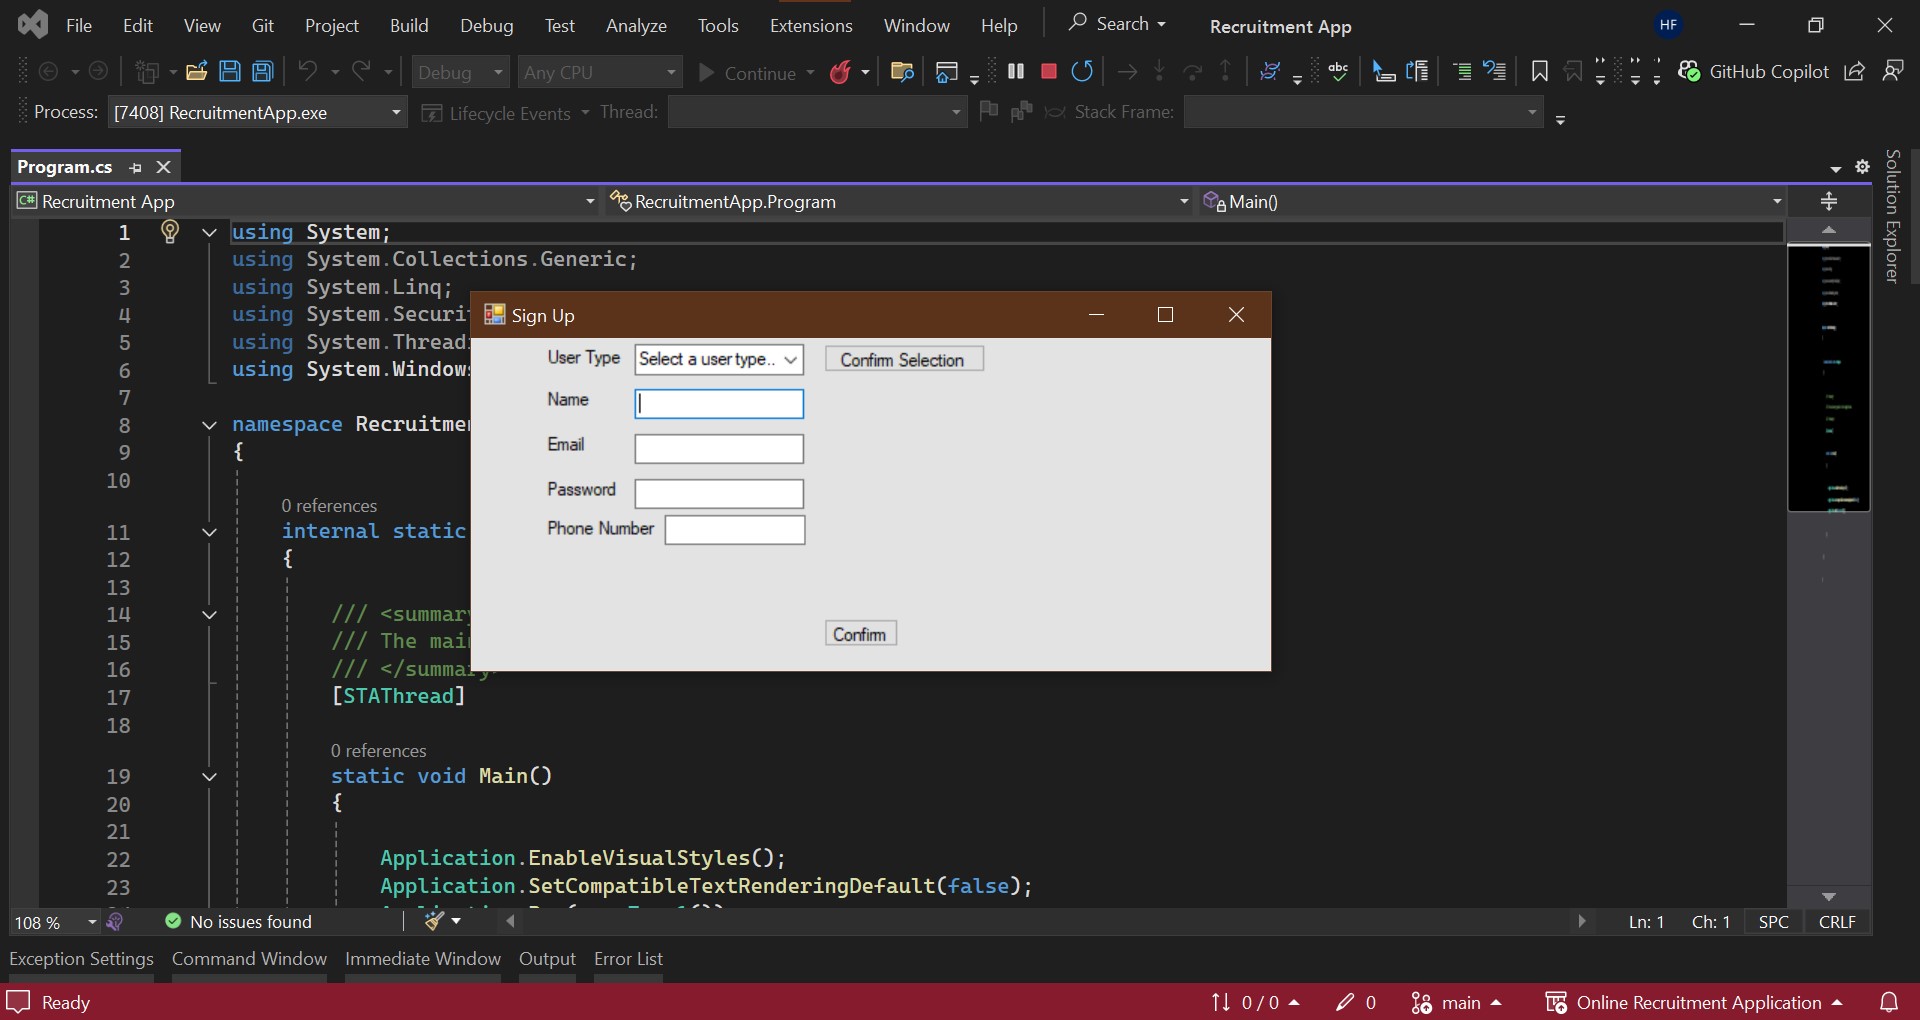 File Edit View Git Project Build Debug Test Analyze Tools Extensions Window Help Search Recruitment App HF
Debug Any CPU Continue abc GitHub Copilot
Process: [7408] RecruitmentApp.exe Lifecycle Events Thread: Stack Frame:
Program.cs
C# Recruitment App RecruitmentApp.Program Main()
Solution Explorer
1 using System;
2 using System.Collections.Generic;
3 using System.Linq;
4 using System.Securi
5 using System.Thread
6 using System.Window
7
8 namespace Recruitme
9 {
10
0 references
11 internal static
12 {
13
14 /// <summary
15 /// The mai
16 /// </summary
17 [STAThread]
18
0 references
19 static void Main()
20 {
21
22 Application.EnableVisualStyles();
23 Application.SetCompatibleTextRenderingDefault(false);
Sign Up
User Type Select a user type.. Confirm Selection
Name
Email
Password
Phone Number
Confirm
108 % No issues found Ln: 1 Ch: 1 SPC CRLF
Exception Settings Command Window Immediate Window Output Error List
Ready 0 / 0 0 main Online Recruitment Application